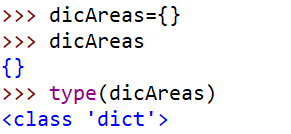 >>> dicAreas={}
>>> dicAreas
{}
>>> type(dicAreas)
<class 'dict'>